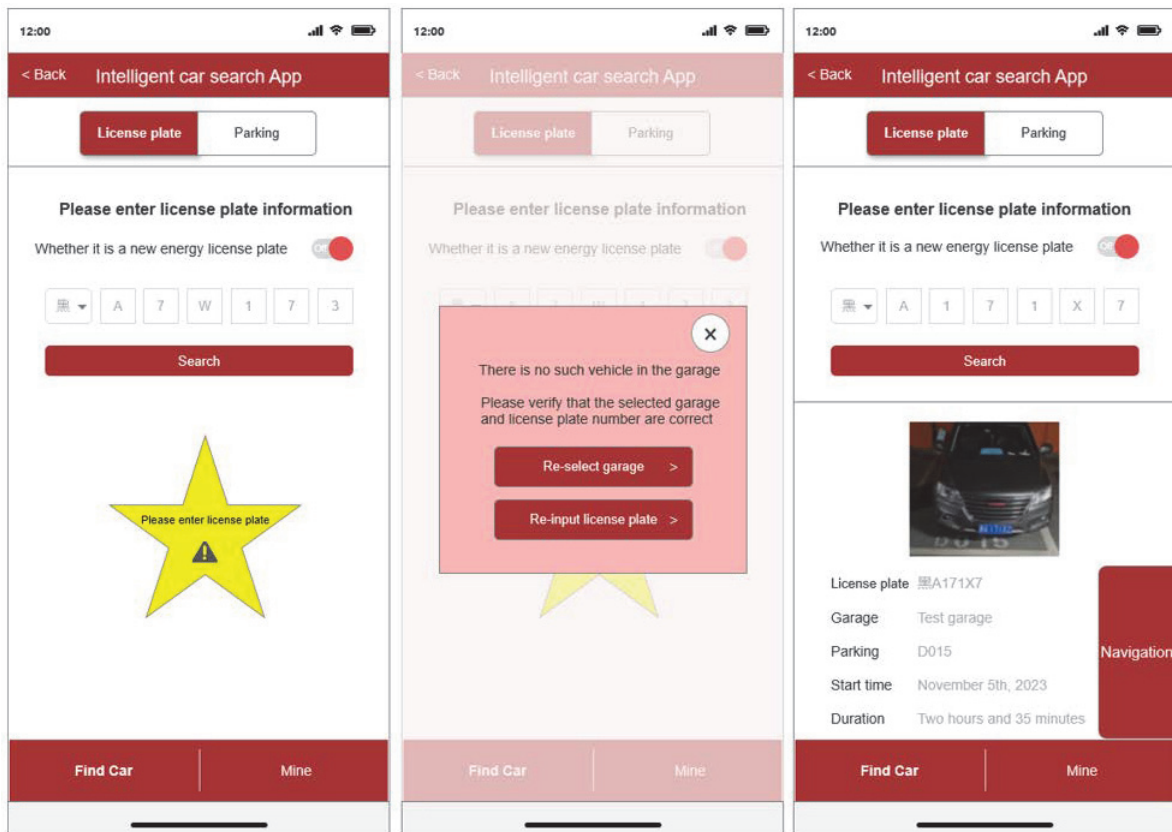 12:00
< Back Intelligent car search App
License plate Parking
Please enter license plate information
Whether it is a new energy license plate
黑 A 7 W 1 7 3
Search
Please enter license plate
Find Car Mine
12:00
< Back Intelligent car search App
License plate Parking
Please enter license plate information
Whether it is a new energy license plate
There is no such vehicle in the garage
Please verify that the selected garage
and license plate number are correct
Re-select garage >
Re-input license plate >
Find Car Mine
12:00
< Back Intelligent car search App
License plate Parking
Please enter license plate information
Whether it is a new energy license plate
黑 A 1 7 1 X 7
Search
D015
License plate 黑A171X7
Garage Test garage
Parking D015
Start time November 5th, 2023
Duration Two hours and 35 minutes
Navigation
Find Car Mine